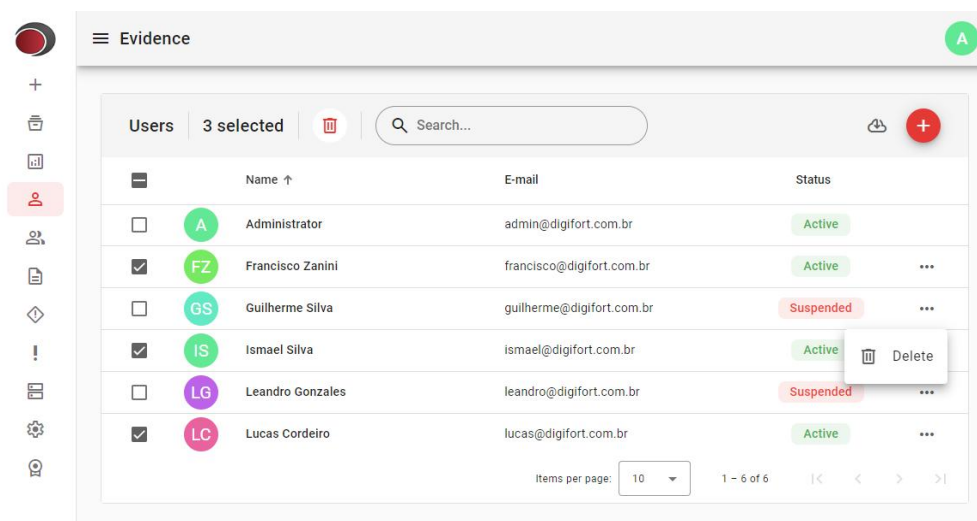 Evidence
A
Users 3 selected Search...
Name E-mail Status
A Administrator admin@digifort.com.br Active
FZ Francisco Zanini francisco@digifort.com.br Active
GS Guilherme Silva guilherme@digifort.com.br Suspended
IS Ismael Silva ismael@digifort.com.br Active
Delete
LG Leandro Gonzales leandro@digifort.com.br Suspended
LC Lucas Cordeiro lucas@digifort.com.br Active
Items per page: 10 1 – 6 of 6